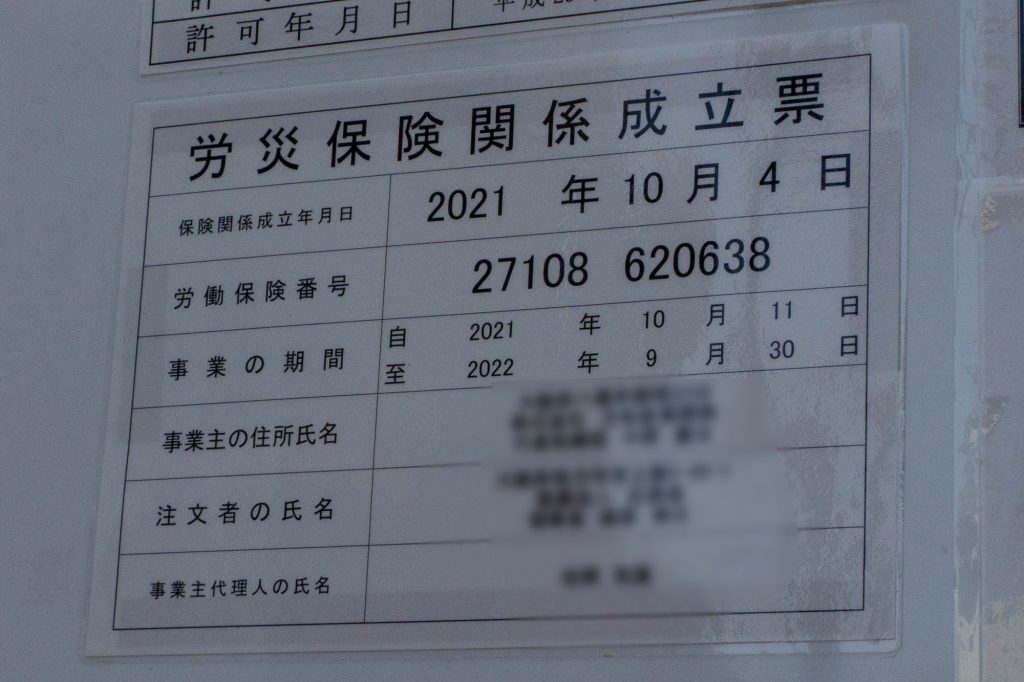 許可年月日
労災保険関係成立票
保険関係成立年月日 2021 年 10 月 4 日
労働保険番号 27108 620638
事業の期間 自 2021 年 10 月 11 日
至 2022 年 9 月 30 日
事業主の住所氏名
注文者の氏名
事業主代理人の氏名